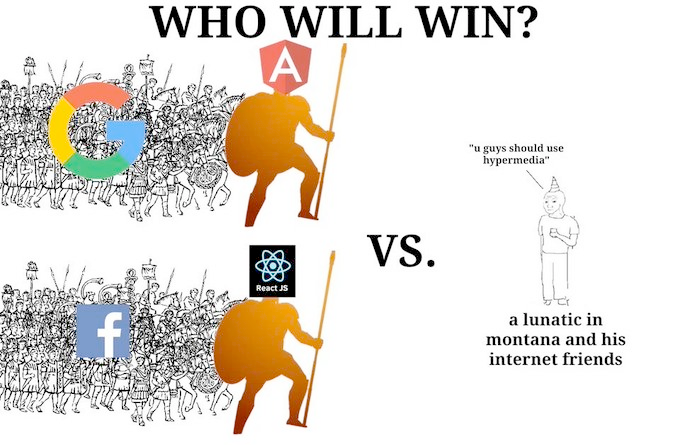 WHO WILL WIN?
A
G
"u guys should use
hypermedia"
React JS
VS.
f
a lunatic in
montana and his
internet friends